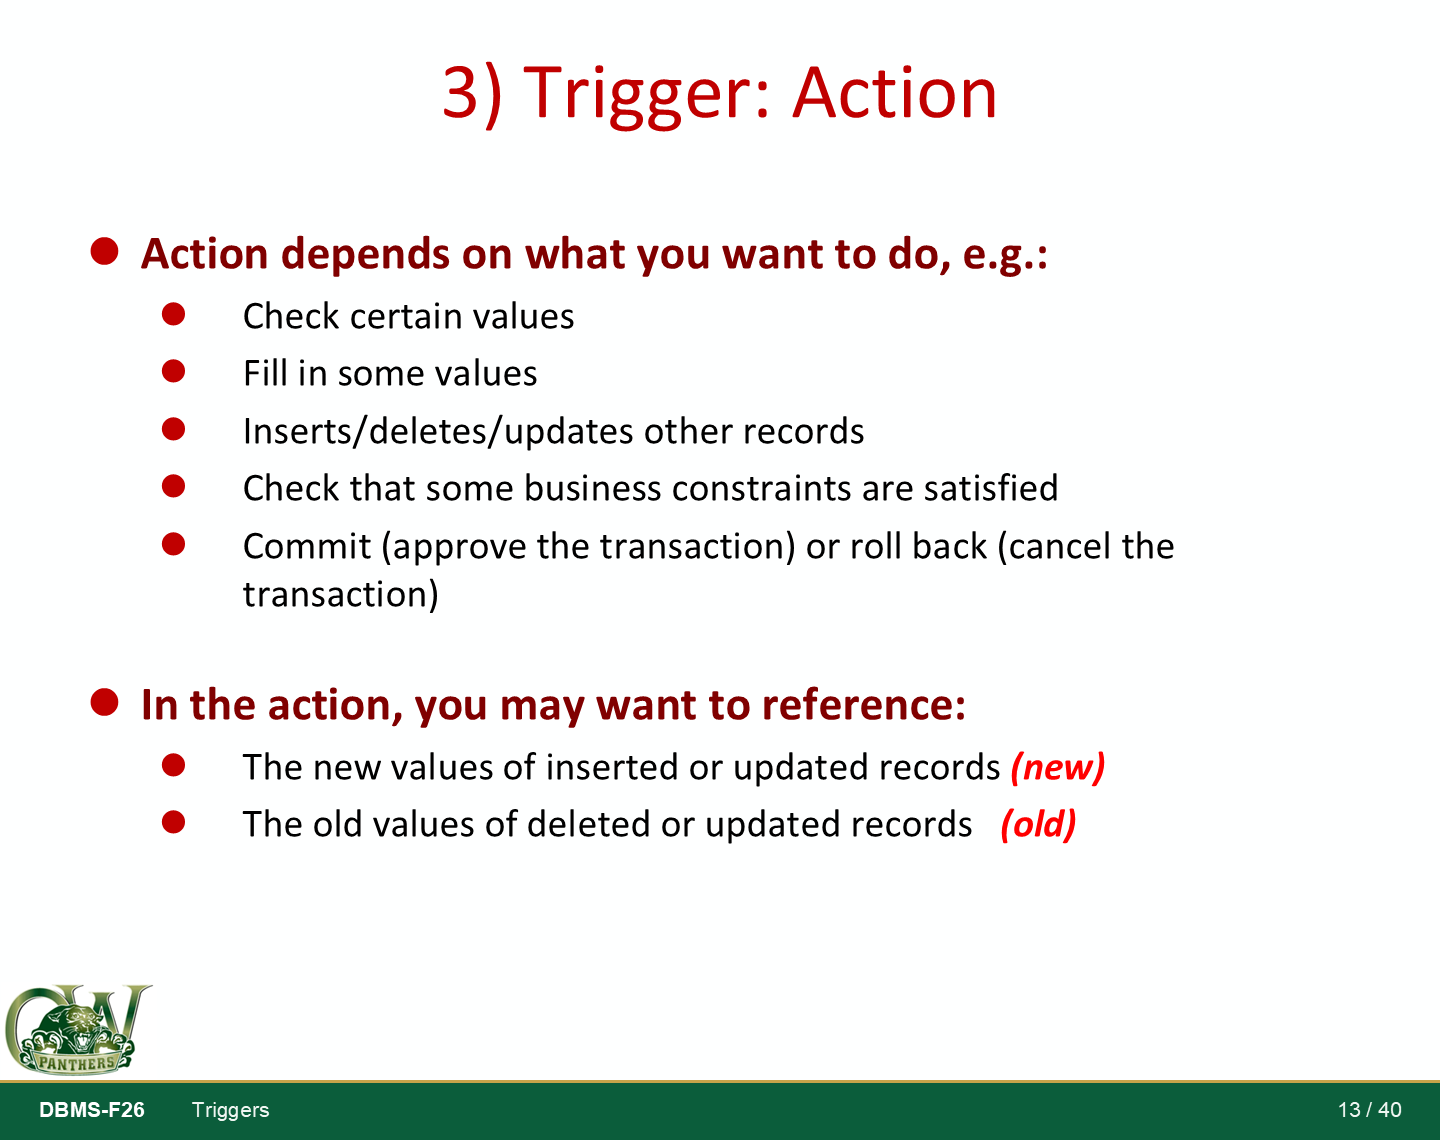 3) Trigger: Action
Action depends on what you want to do, e.g.:
Check certain values
Fill in some values
Inserts/deletes/updates other records
Check that some business constraints are satisfied
Commit (approve the transaction) or roll back (cancel the
transaction)
In the action, you may want to reference:
The new values of inserted or updated records (new)
The old values of deleted or updated records (old)
OW
PANTHERS
DBMS-F26 Triggers 13 / 40